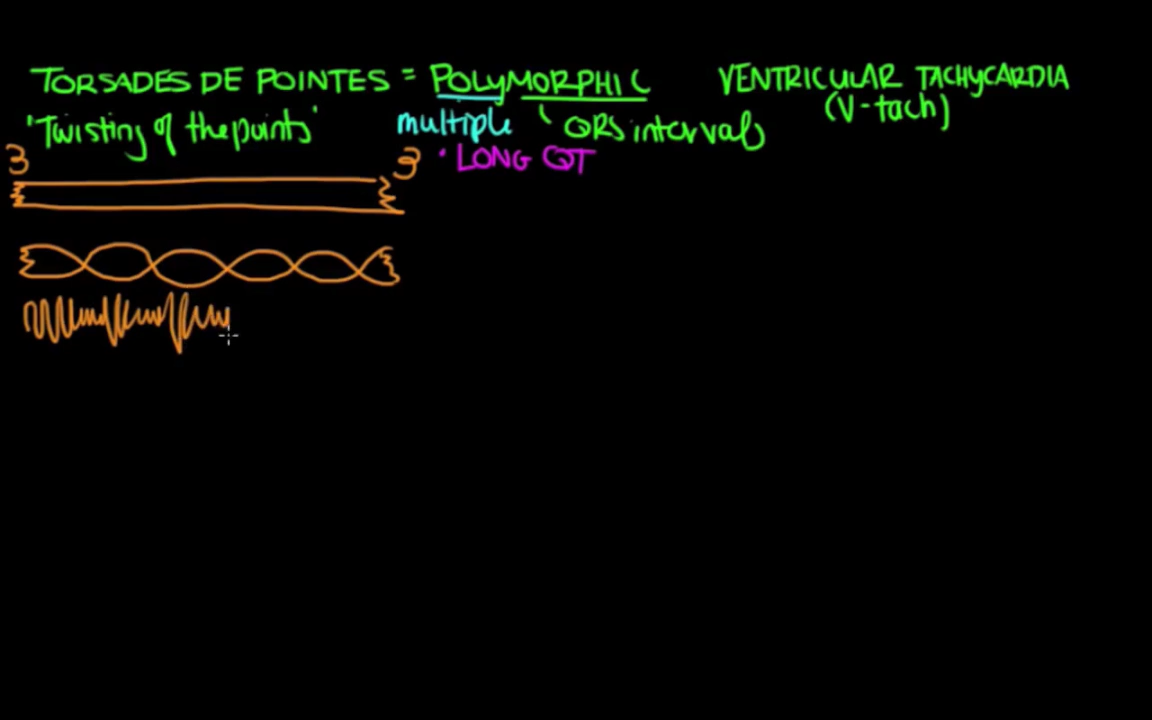 TORSADES DE POINTES = POLYMORPHIC VENTRICULAR TACHYCARDIA
'Twisting of the points' multiple QRS intervals (V-tach)
· LONG QT